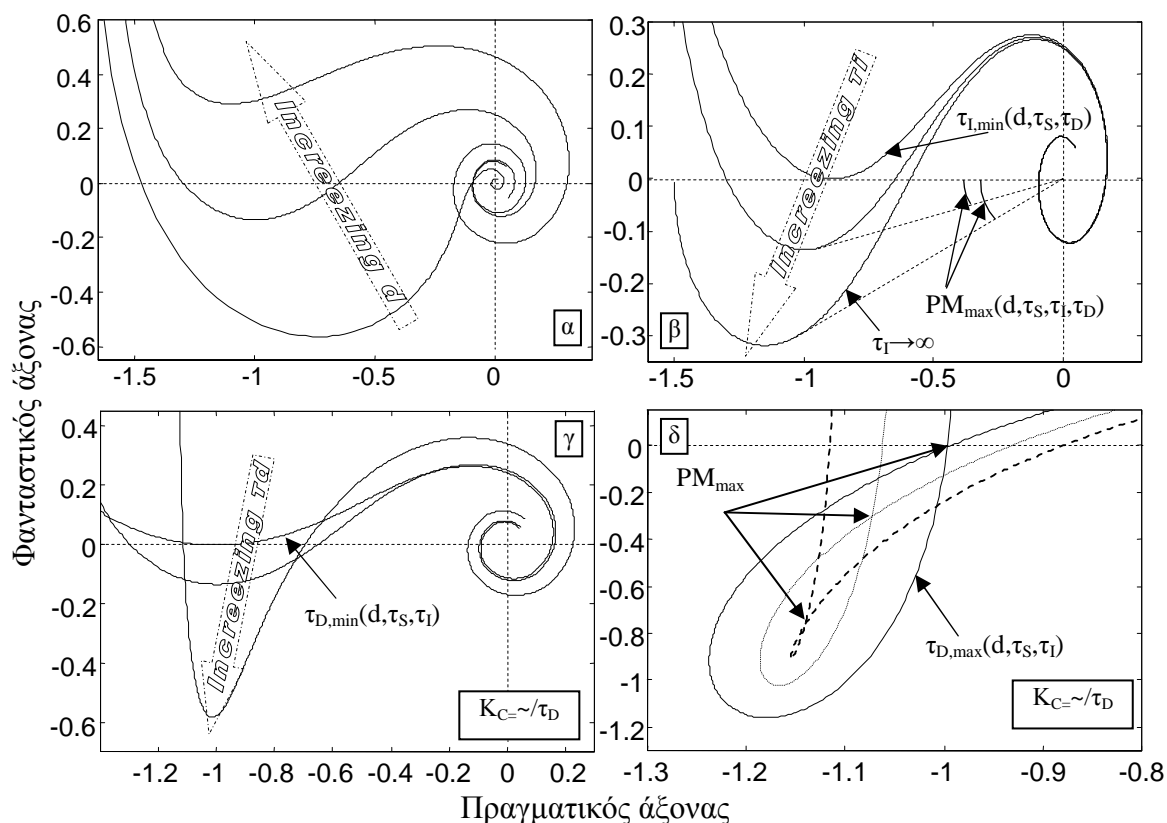 0.6
0.4
0.2
0
-0.2
-0.4
-0.6
-1.5
-1
-0.5
0
Increezing d
α
0.3
0.2
0.1
0
-0.1
-0.2
-0.3
-1.5
-1
-0.5
0
Increezing τi
τI,min(d,τS,τD)
PMmax(d,τS,τI,τD)
τI→∞
β
Φανταστικός άξονας
0.4
0.2
0
-0.2
-0.4
-0.6
-1.2
-1
-0.8
-0.6
-0.4
-0.2
0
0.2
Increezing τd
τD,min(d,τS,τI)
γ
KC=~/τD
0
-0.2
-0.4
-0.6
-0.8
-1
-1.2
-1.3
-1.2
-1.1
-1
-0.9
-0.8
δ
PMmax
τD,max(d,τS,τI)
KC=~/τD
Πραγματικός άξονας